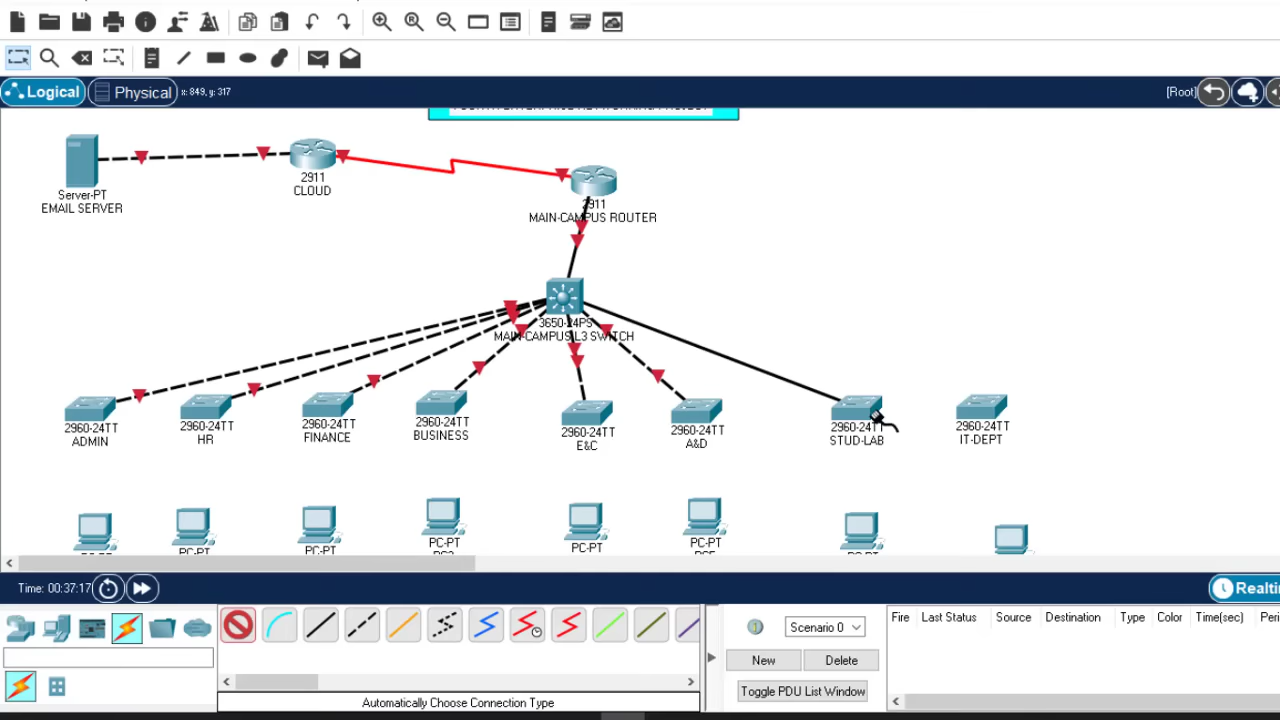 Logical
Physical
x: 849, y: 317
[Root]
Server-PT
EMAIL SERVER
2911
CLOUD
2911
MAIN-CAMPUS ROUTER
3650-24PS
MAIN-CAMPUS L3 SWITCH
2960-24TT
ADMIN
2960-24TT
HR
2960-24TT
FINANCE
2960-24TT
BUSINESS
2960-24TT
E&C
2960-24TT
A&D
2960-24TT
STUD-LAB
2960-24TT
IT-DEPT
PC-PT
PC-PT
PC-PT
PC-PT
PC-PT
Time: 00:37:17
Realti
Scenario 0
New
Delete
Toggle PDU List Window
Fire
Last Status
Source
Destination
Type
Color
Time(sec)
Peri
Automatically Choose Connection Type